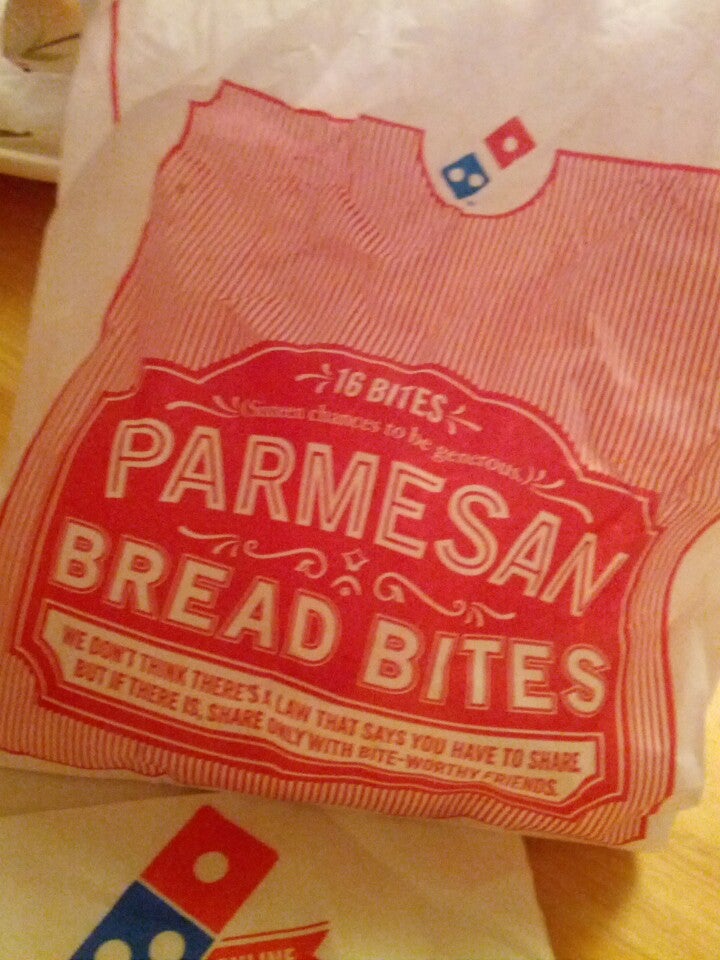 16 BITES
(Sixteen chances to be generous.)
PARMESAN
BREAD BITES
WE DON'T THINK THERE'S A LAW THAT SAYS YOU HAVE TO SHARE
BUT IF THERE IS, SHARE ONLY WITH BITE-WORTHY FRIENDS.